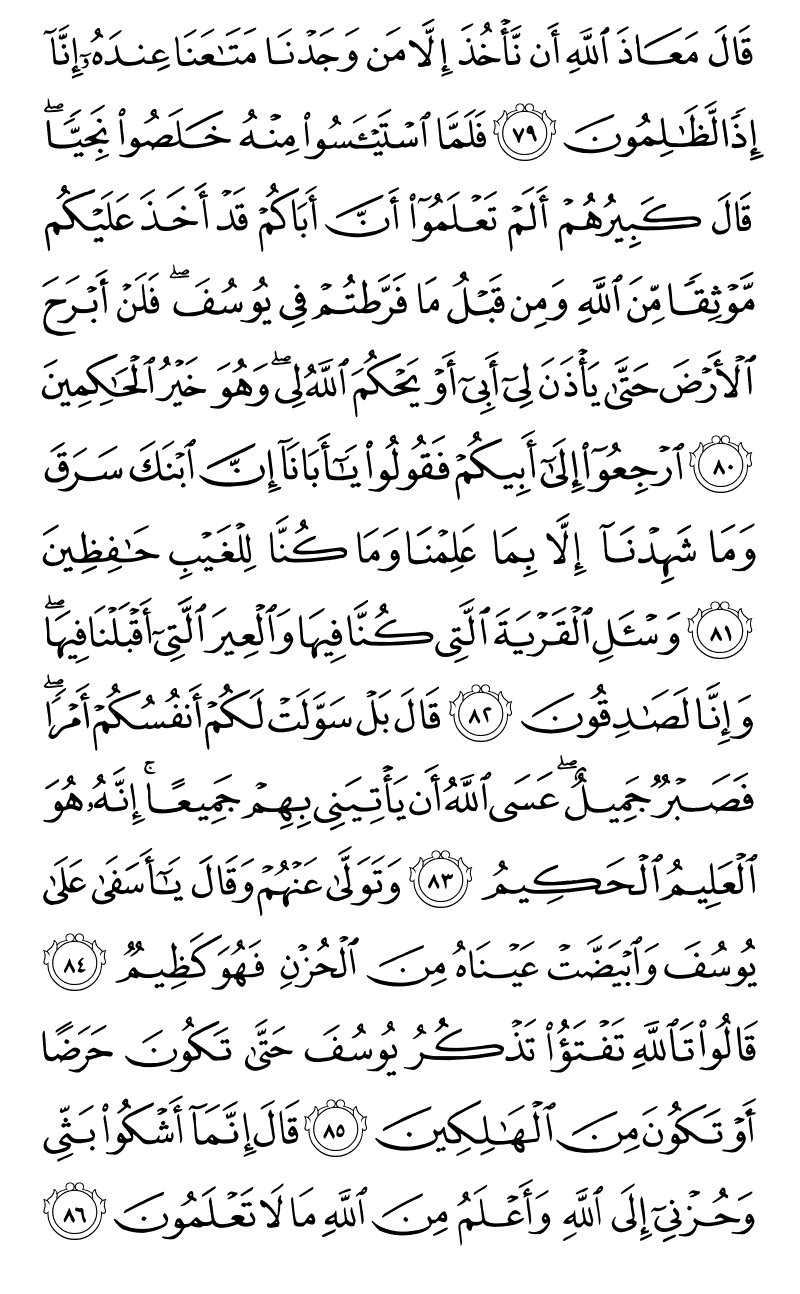 قَالَ مَعَاذَ ٱللَّهِ أَن نَّأۡخُذَ إِلَّا مَن وَجَدۡنَا مَتَٰعَنَا عِندَهُۥٓ إِنَّآ
إِذٗا لَّظَٰلِمُونَ ٧٩ فَلَمَّا ٱسۡتَيۡـَٔسُواْ مِنۡهُ خَلَصُواْ نَجِيّٗاۖ
قَالَ كَبِيرُهُمۡ أَلَمۡ تَعۡلَمُوٓاْ أَنَّ أَبَاكُمۡ قَدۡ أَخَذَ عَلَيۡكُم
مَّوۡثِقٗا مِّنَ ٱللَّهِ وَمِن قَبۡلُ مَا فَرَّطتُمۡ فِي يُوسُفَۖ فَلَنۡ أَبۡرَحَ
ٱلۡأَرۡضَ حَتَّىٰ يَأۡذَنَ لِيٓ أَبِيٓ أَوۡ يَحۡكُمَ ٱللَّهُ لِيۖ وَهُوَ خَيۡرُ ٱلۡحَٰكِمِينَ
٨٠ ٱرۡجِعُوٓاْ إِلَىٰٓ أَبِيكُمۡ فَقُولُواْ يَٰٓأَبَانَآ إِنَّ ٱبۡنَكَ سَرَقَ
وَمَا شَهِدۡنَآ إِلَّا بِمَا عَلِمۡنَا وَمَا كُنَّا لِلۡغَيۡبِ حَٰفِظِينَ
٨١ وَسۡـَٔلِ ٱلۡقَرۡيَةَ ٱلَّتِي كُنَّا فِيهَا وَٱلۡعِيرَ ٱلَّتِيٓ أَقۡبَلۡنَا فِيهَاۖ
وَإِنَّا لَصَٰدِقُونَ ٨٢ قَالَ بَلۡ سَوَّلَتۡ لَكُمۡ أَنفُسُكُمۡ أَمۡرٗاۖ
فَصَبۡرٞ جَمِيلٌۖ عَسَى ٱللَّهُ أَن يَأۡتِيَنِي بِهِمۡ جَمِيعًاۚ إِنَّهُۥ هُوَ
ٱلۡعَلِيمُ ٱلۡحَكِيمُ ٨٣ وَتَوَلَّىٰ عَنۡهُمۡ وَقَالَ يَٰٓأَسَفَىٰ عَلَىٰ
يُوسُفَ وَٱبۡيَضَّتۡ عَيۡنَاهُ مِنَ ٱلۡحُزۡنِ فَهُوَ كَظِيمٞ ٨٤
قَالُواْ تَٱللَّهِ تَفۡتَؤُاْ تَذۡكُرُ يُوسُفَ حَتَّىٰ تَكُونَ حَرَضًا
أَوۡ تَكُونَ مِنَ ٱلۡهَٰلِكِينَ ٨٥ قَالَ إِنَّمَآ أَشۡكُواْ بَثِّي
وَحُزۡنِيٓ إِلَى ٱللَّهِ وَأَعۡلَمُ مِنَ ٱللَّهِ مَا لَا تَعۡلَمُونَ ٨٦